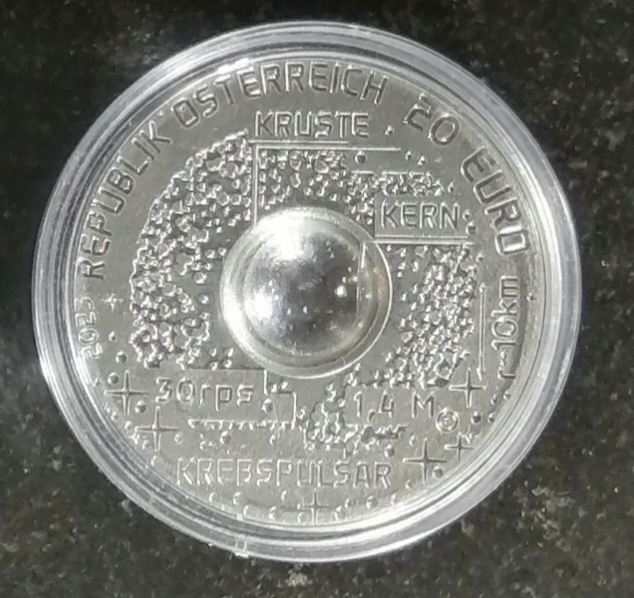 2023 REPUBLIK ÖSTERREICH 20 EURO
KRUSTE
KERN
r~10km
30rps
1,4 M☉
KREBSPULSAR